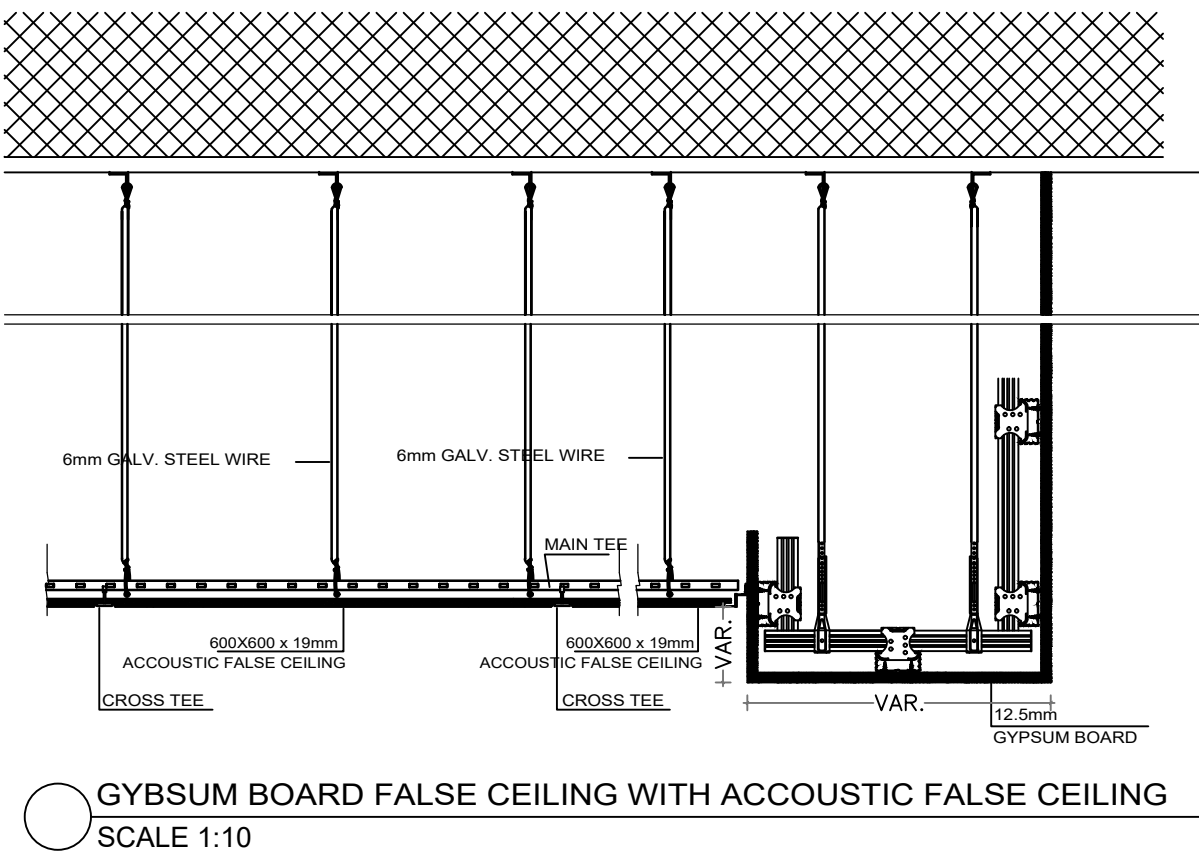 6mm GALV. STEEL WIRE
6mm GALV. STEEL WIRE
MAIN TEE
600X600 x 19mm
ACCOUSTIC FALSE CEILING
600X600 x 19mm
ACCOUSTIC FALSE CEILING
VAR.
CROSS TEE
CROSS TEE
VAR.
12.5mm
GYPSUM BOARD
GYBSUM BOARD FALSE CEILING WITH ACCOUSTIC FALSE CEILING
SCALE 1:10